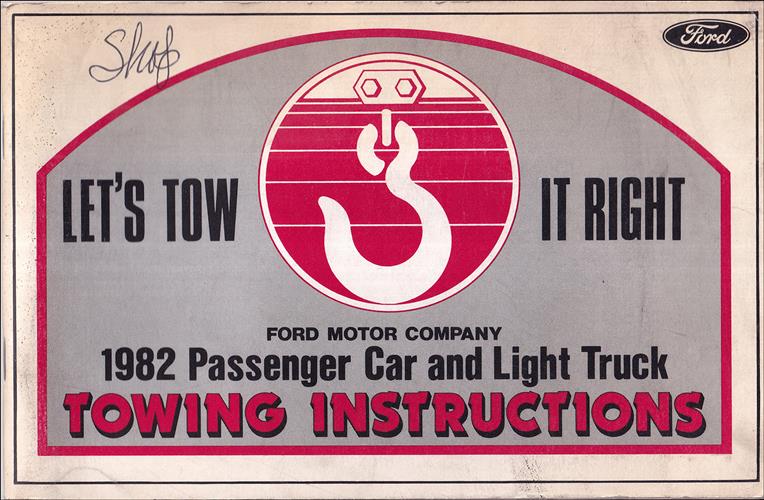 Shop
Ford
LET'S TOW IT RIGHT
FORD MOTOR COMPANY
1982 Passenger Car and Light Truck
TOWING INSTRUCTIONS